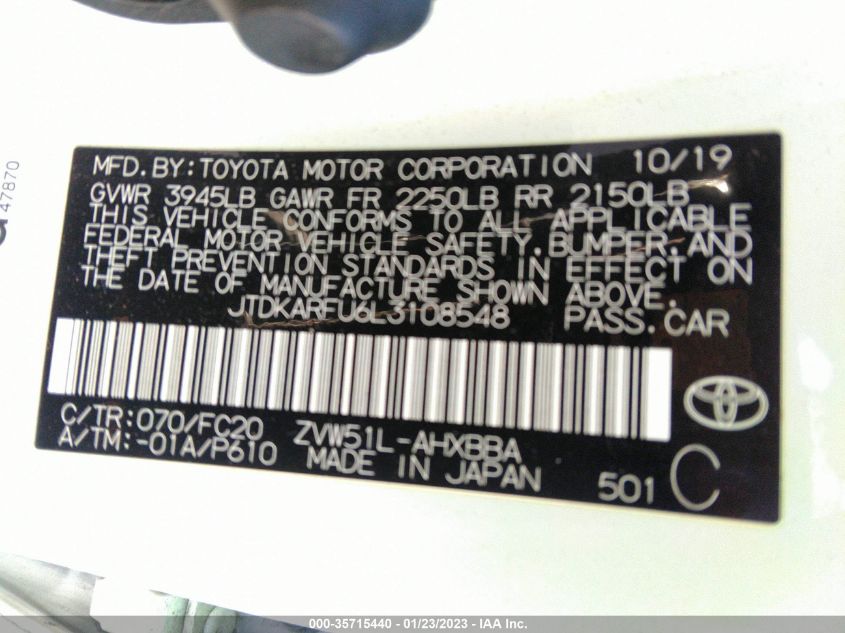 47870
MFD.BY:TOYOTA MOTOR CORPORATION 10/19
GVWR 3945LB GAWR FR 2250LB RR 2150LB
THIS VEHICLE CONFORMS TO ALL APPLICABLE
FEDERAL MOTOR VEHICLE SAFETY.BUMPER.AND
THEFT PREVENTION STANDARDS IN EFFECT ON
THE DATE OF MANUFACTURE SHOWN ABOVE.
JTDKARFU6L3108548 PASS.CAR
C/TR:070/FC20 ZVW51L-AHXBBA
A/TM:-01A/P610 MADE IN JAPAN 501 C
000-35715440 - 01/23/2023 - IAA Inc.